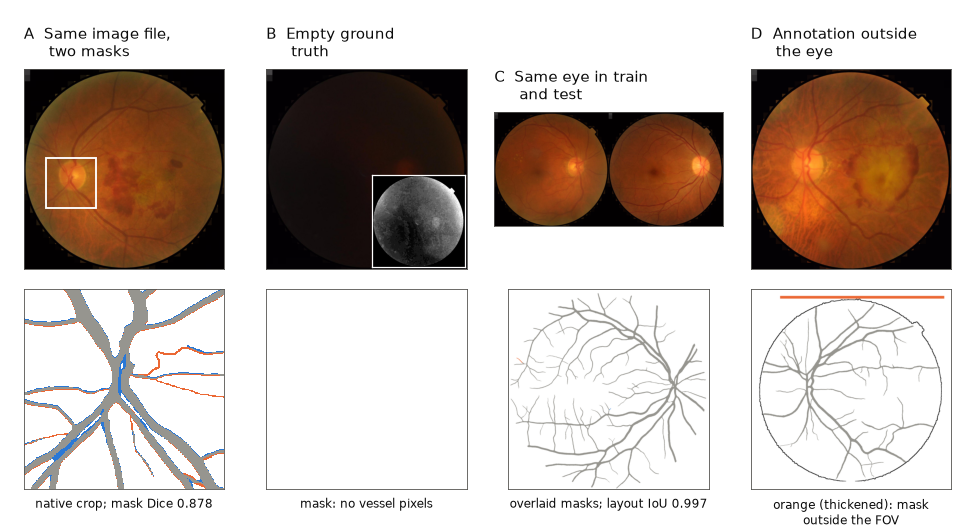 A Same image file,
two masks
B Empty ground
truth
C Same eye in train
and test
D Annotation outside
the eye
native crop; mask Dice 0.878
mask: no vessel pixels
overlaid masks; layout IoU 0.997
orange (thickened): mask
outside the FOV